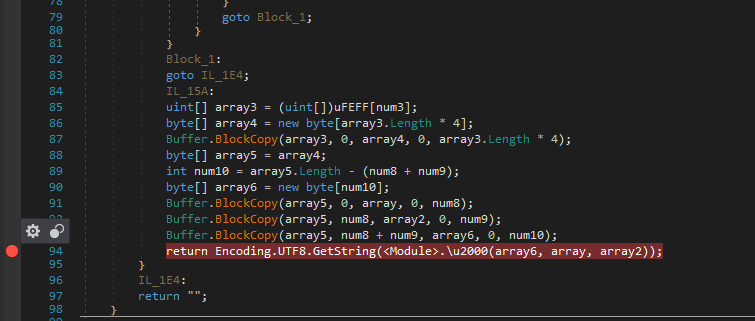 78 }
79 goto Block_1;
80 }
81 }
82 Block_1:
83 goto IL_1E4;
84 IL_15A:
85 uint[] array3 = (uint[])uFEFF[num3];
86 byte[] array4 = new byte[array3.Length * 4];
87 Buffer.BlockCopy(array3, 0, array4, 0, array3.Length * 4);
88 byte[] array5 = array4;
89 int num10 = array5.Length - (num8 + num9);
90 byte[] array6 = new byte[num10];
91 Buffer.BlockCopy(array5, 0, array, 0, num8);
92 Buffer.BlockCopy(array5, num8, array2, 0, num9);
93 Buffer.BlockCopy(array5, num8 + num9, array6, 0, num10);
94 return Encoding.UTF8.GetString(<Module>.\u2000(array6, array, array2));
95 }
96 IL_1E4:
97 return "";
98 }
99